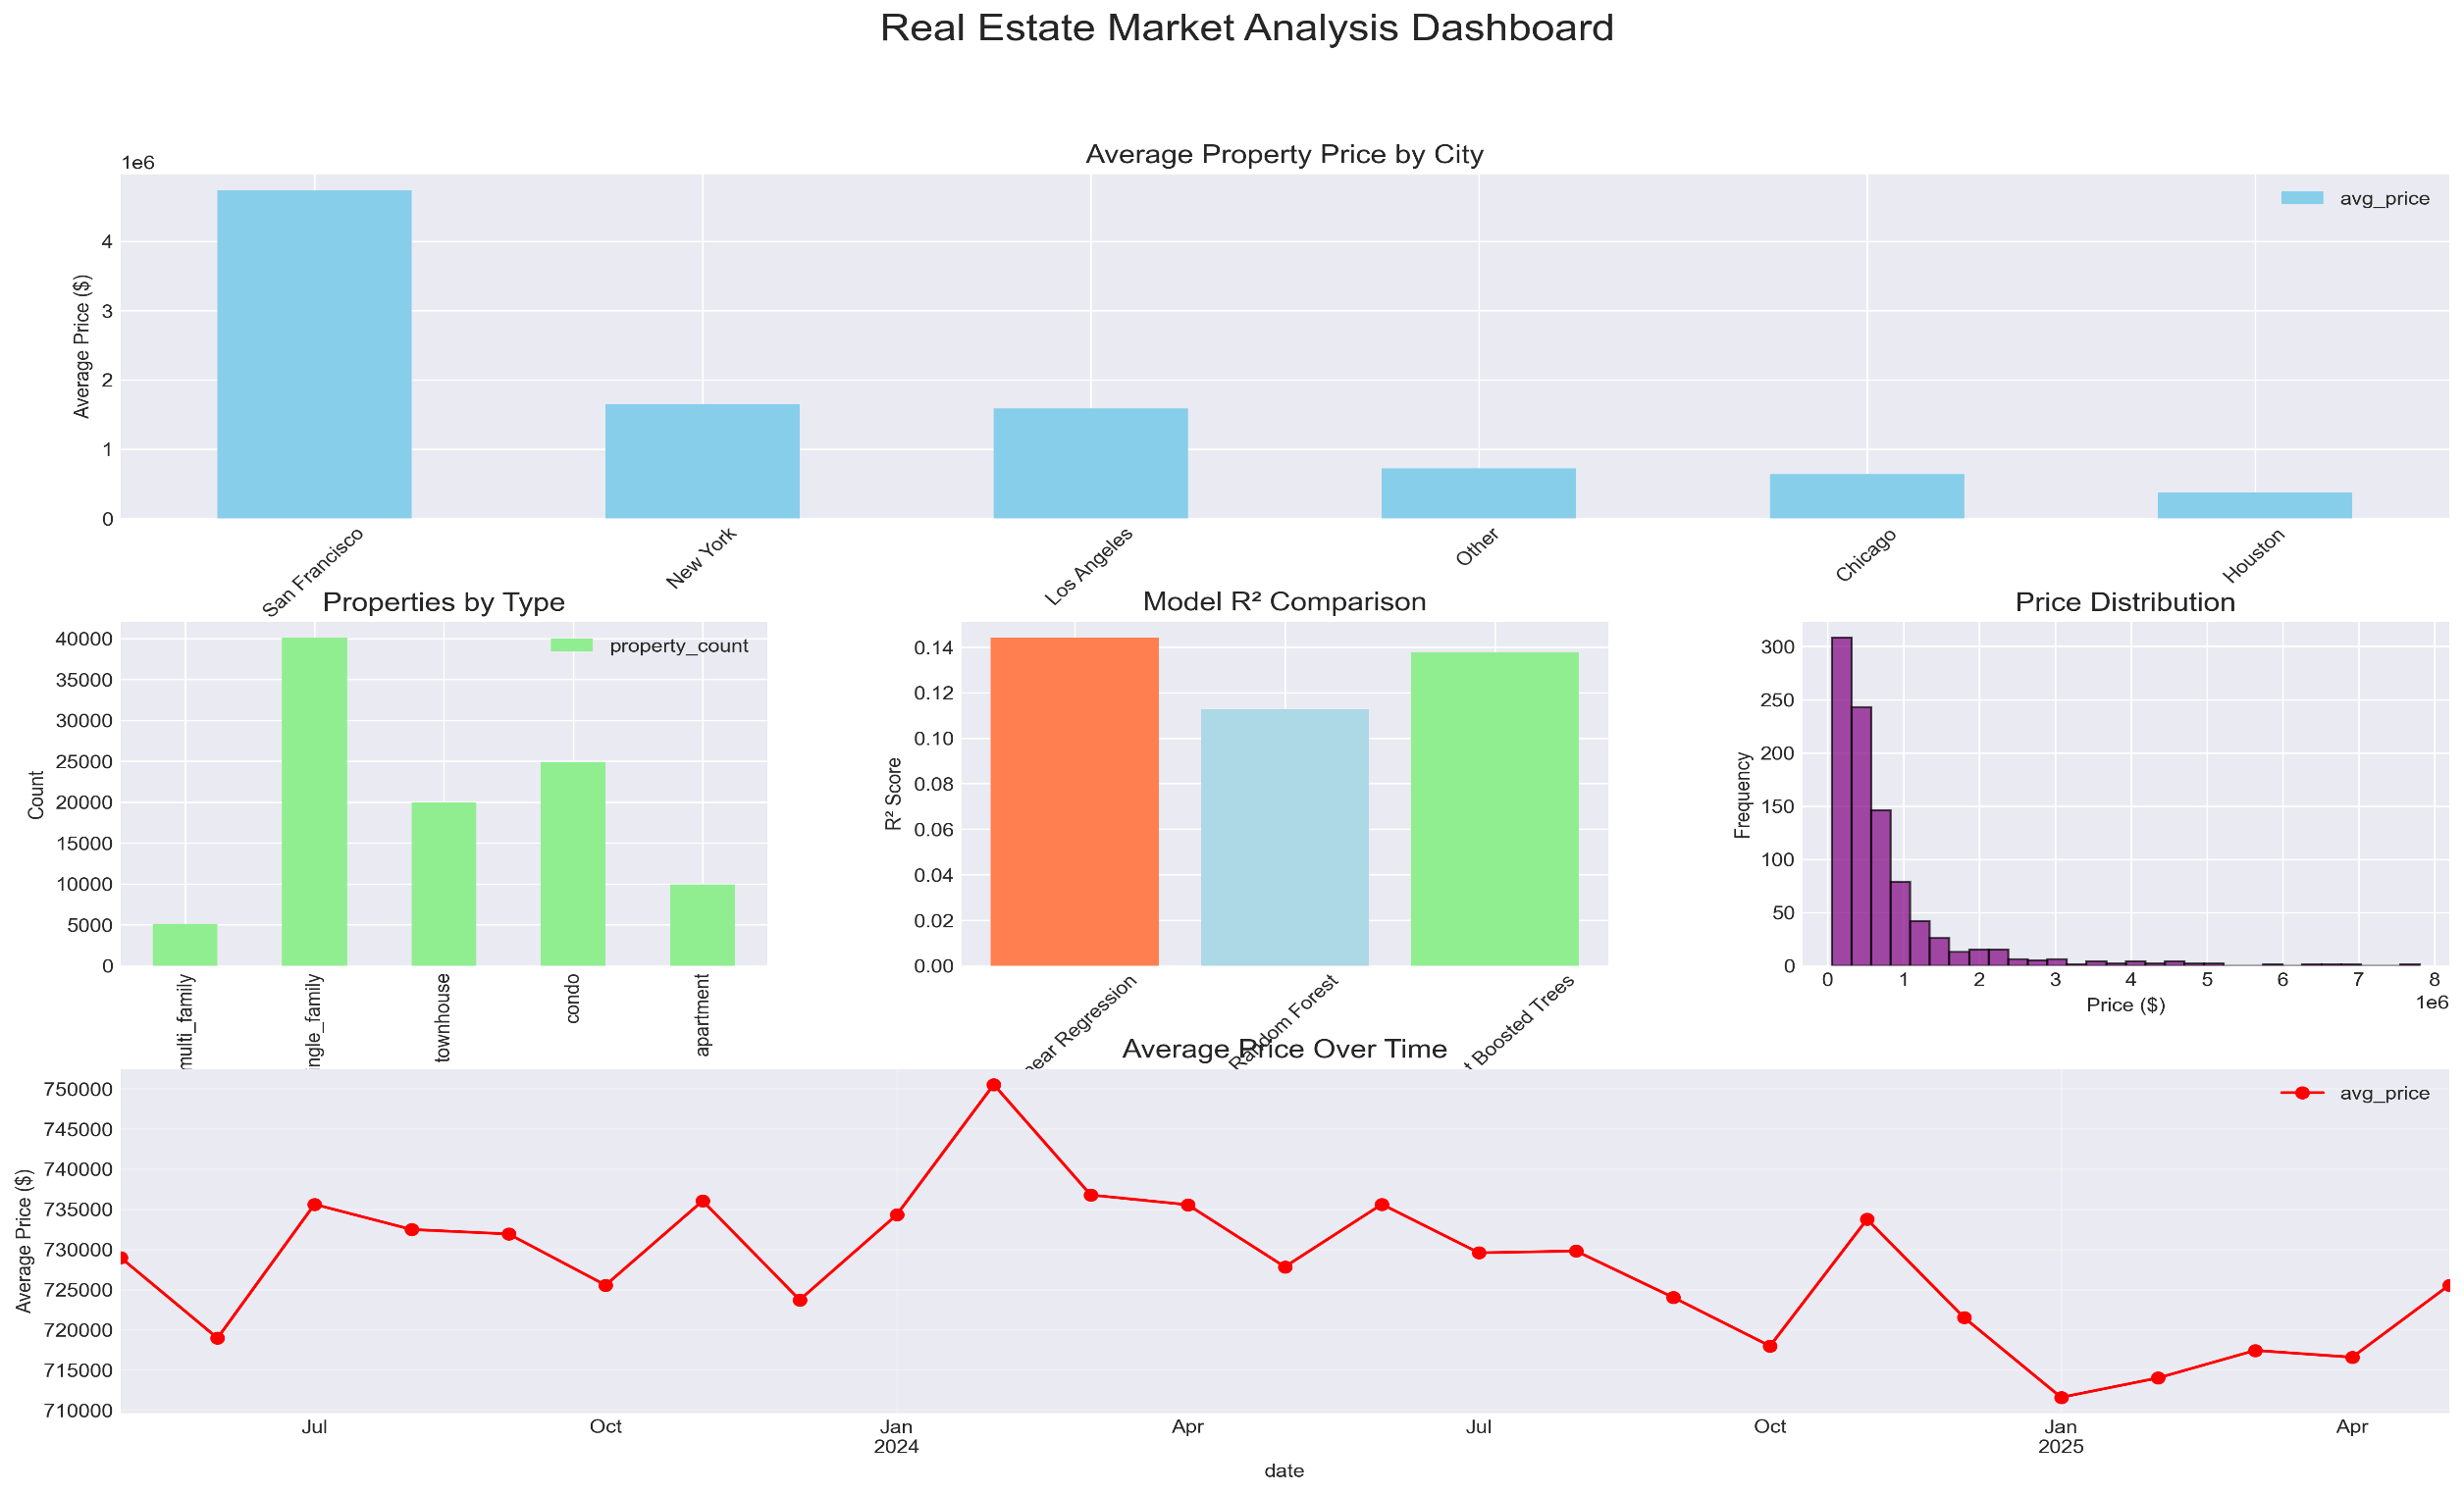 Real Estate Market Analysis Dashboard
Average Property Price by City
1e6
avg_price
Average Price ($)
4
3
2
1
0
San Francisco
New York
Los Angeles
Other
Chicago
Houston
Properties by Type
property_count
Count
40000
35000
30000
25000
20000
15000
10000
5000
0
multi_family
ngle_family
townhouse
condo
apartment
Model R² Comparison
R² Score
0.14
0.12
0.10
0.08
0.06
0.04
0.02
0.00
ear Regression
Random Forest
t Boosted Trees
Price Distribution
Frequency
300
250
200
150
100
50
0
0 1 2 3 4 5 6 7 8
1e6
Price ($)
Average Price Over Time
avg_price
Average Price ($)
750000
745000
740000
735000
730000
725000
720000
715000
710000
Jul Oct Jan Apr Jul Oct Jan Apr
2024 2025
date